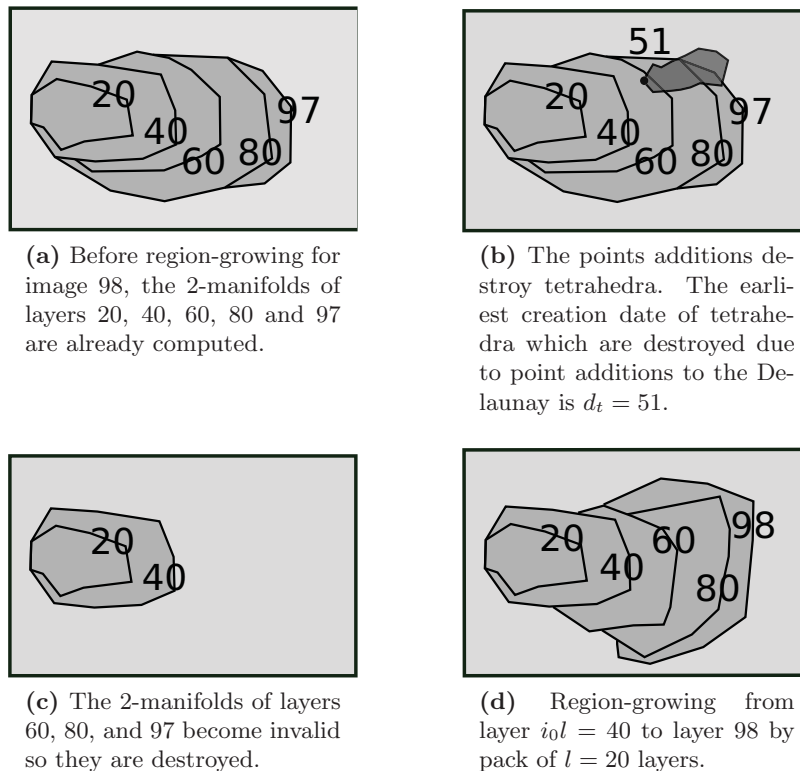 20
40
60
80
97
(a) Before region-growing for
image 98, the 2-manifolds of
layers 20, 40, 60, 80 and 97
are already computed.
51
20
40
60
80
97
(b) The points additions de-
stroy tetrahedra. The earli-
est creation date of tetrahe-
dra which are destroyed due
to point additions to the De-
launay is d_t = 51.
20
40
(c) The 2-manifolds of layers
60, 80, and 97 become invalid
so they are destroyed.
20
40
60
80
98
(d) Region-growing from
layer i_0l = 40 to layer 98 by
pack of l = 20 layers.